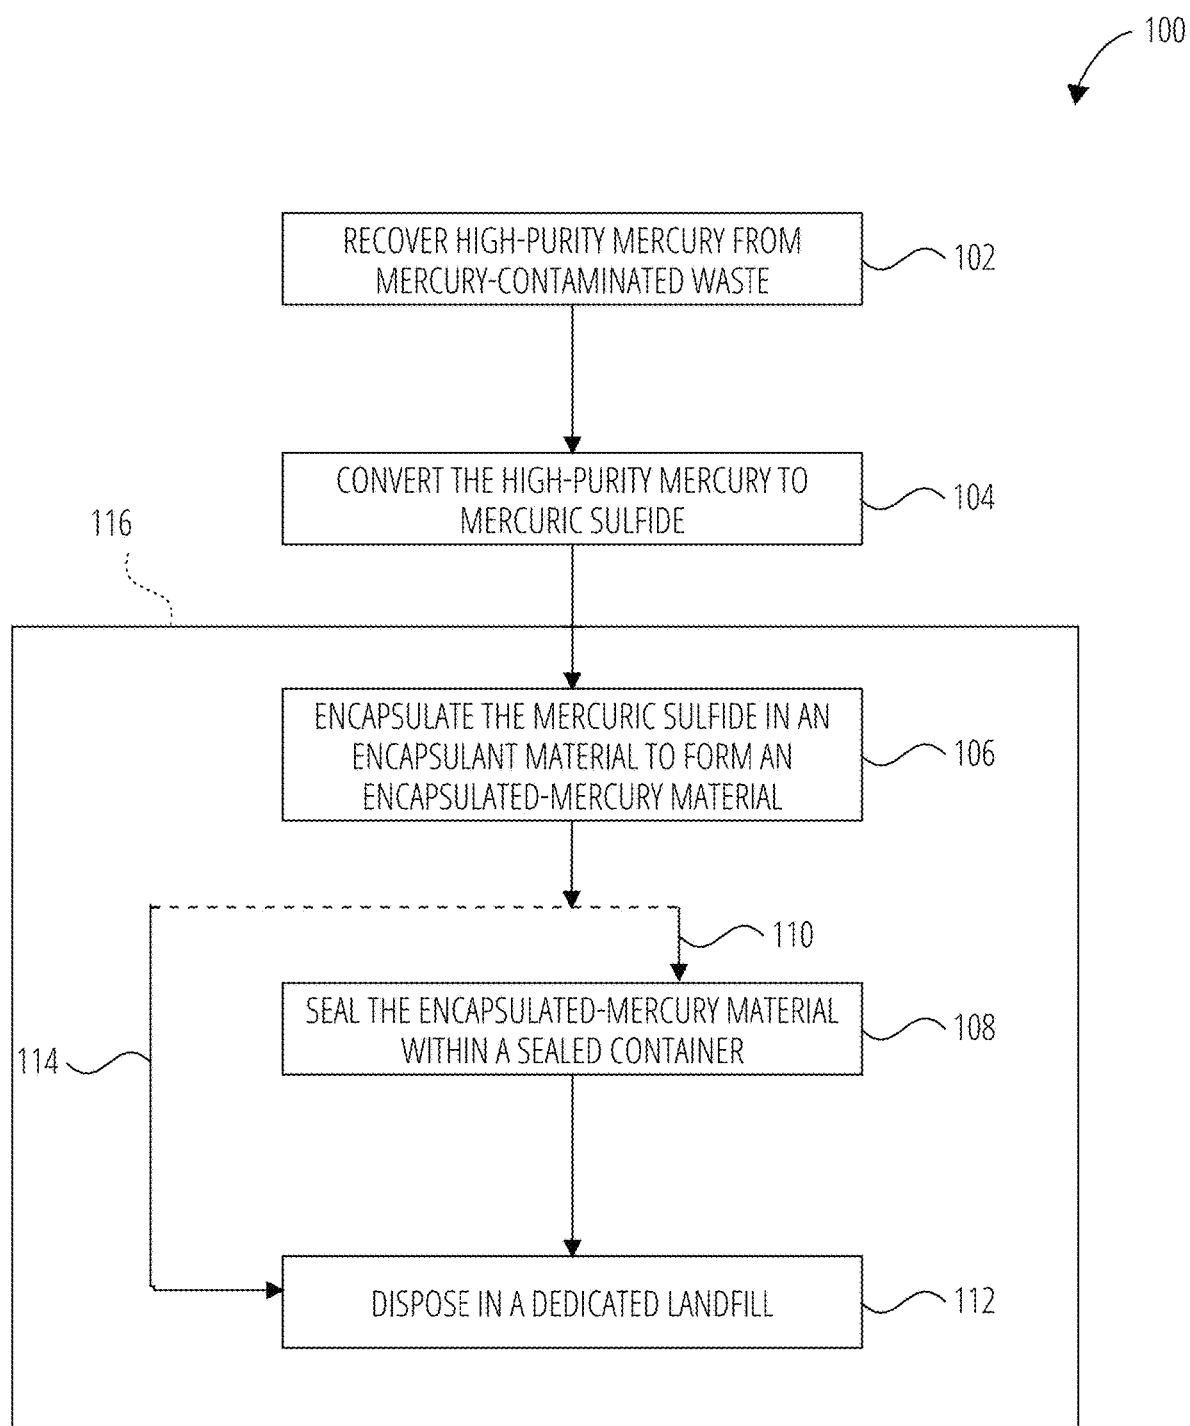 100
RECOVER HIGH-PURITY MERCURY FROM
MERCURY-CONTAMINATED WASTE
102
CONVERT THE HIGH-PURITY MERCURY TO
MERCURIC SULFIDE
104
116
ENCAPSULATE THE MERCURIC SULFIDE IN AN
ENCAPSULANT MATERIAL TO FORM AN
ENCAPSULATED-MERCURY MATERIAL
106
110
SEAL THE ENCAPSULATED-MERCURY MATERIAL
WITHIN A SEALED CONTAINER
108
114
DISPOSE IN A DEDICATED LANDFILL
112